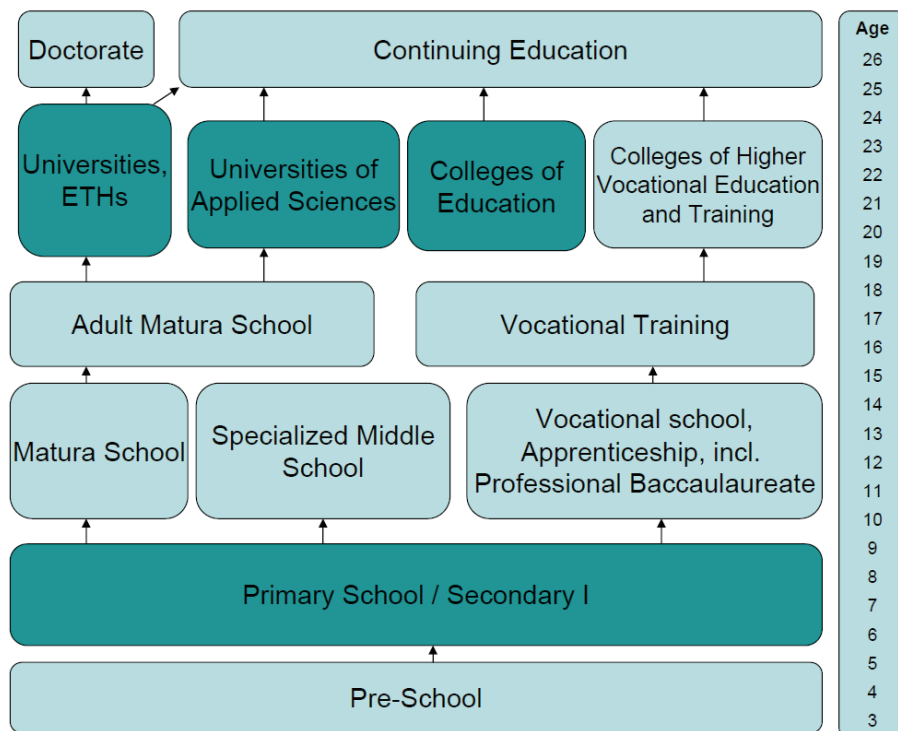 Doctorate
Continuing Education
Universities,
ETHs
Universities of
Applied Sciences
Colleges of
Education
Colleges of Higher
Vocational Education
and Training
Adult Matura School
Vocational Training
Matura School
Specialized Middle
School
Vocational school,
Apprenticeship, incl.
Professional Baccaulaureate
Primary School / Secondary I
Pre-School
Age
26
25
24
23
22
21
20
19
18
17
16
15
14
13
12
11
10
9
8
7
6
5
4
3